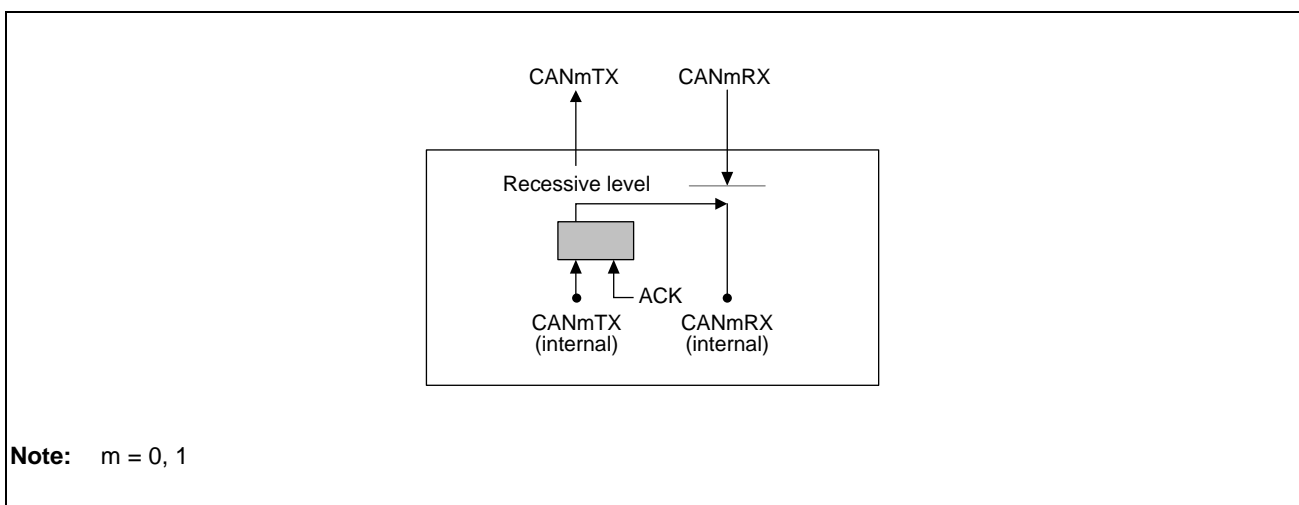 CANmTX CANmRX
Recessive level
ACK
CANmTX
(internal)
CANmRX
(internal)
Note: m = 0, 1